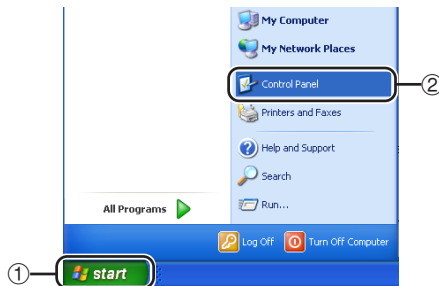 My Computer
My Network Places
Control Panel
②
Printers and Faxes
Help and Support
Search
All Programs
Run...
Log Off
Turn Off Computer
①
start